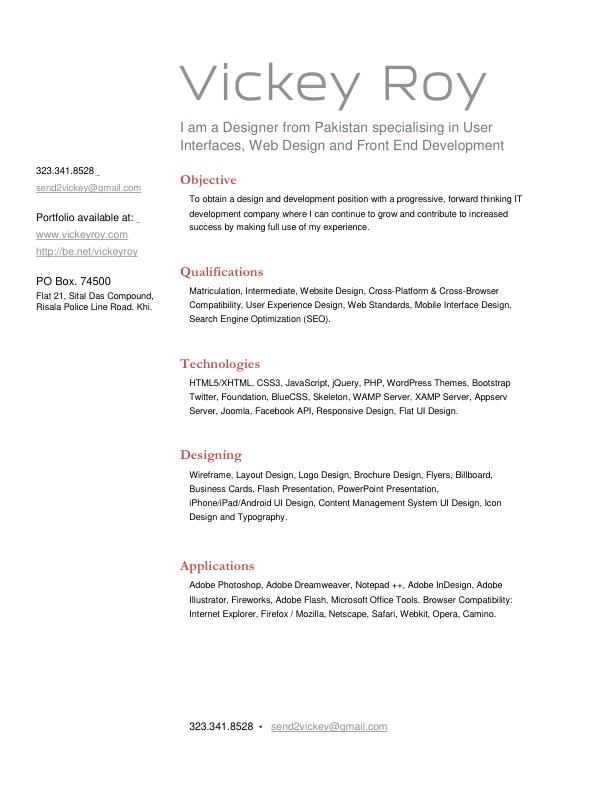 Vickey Roy
I am a Designer from Pakistan specialising in User
Interfaces, Web Design and Front End Development
323.341.8528
send2vickey@gmail.com
Portfolio available at:
www.vickeyroy.com
http://be.net/vickeyroy
PO Box. 74500
Flat 21, Sital Das Compound,
Risala Police Line Road. Khi.
Objective
To obtain a design and development position with a progressive, forward thinking IT
development company where I can continue to grow and contribute to increased
success by making full use of my experience.
Qualifications
Matriculation, Intermediate, Website Design, Cross-Platform & Cross-Browser
Compatibility, User Experience Design, Web Standards, Mobile Interface Design,
Search Engine Optimization (SEO).
Technologies
HTML5/XHTML, CSS3, JavaScript, jQuery, PHP, WordPress Themes, Bootstrap
Twitter, Foundation, BlueCSS, Skeleton, WAMP Server, XAMP Server, Appserv
Server, Joomla, Facebook API, Responsive Design, Flat UI Design.
Designing
Wireframe, Layout Design, Logo Design, Brochure Design, Flyers, Billboard,
Business Cards, Flash Presentation, PowerPoint Presentation,
iPhone/iPad/Android UI Design, Content Management System UI Design, Icon
Design and Typography.
Applications
Adobe Photoshop, Adobe Dreamweaver, Notepad ++, Adobe InDesign, Adobe
Illustrator, Fireworks, Adobe Flash, Microsoft Office Tools. Browser Compatibility:
Internet Explorer, Firefox / Mozilla, Netscape, Safari, Webkit, Opera, Camino.
323.341.8528 • send2vickey@gmail.com